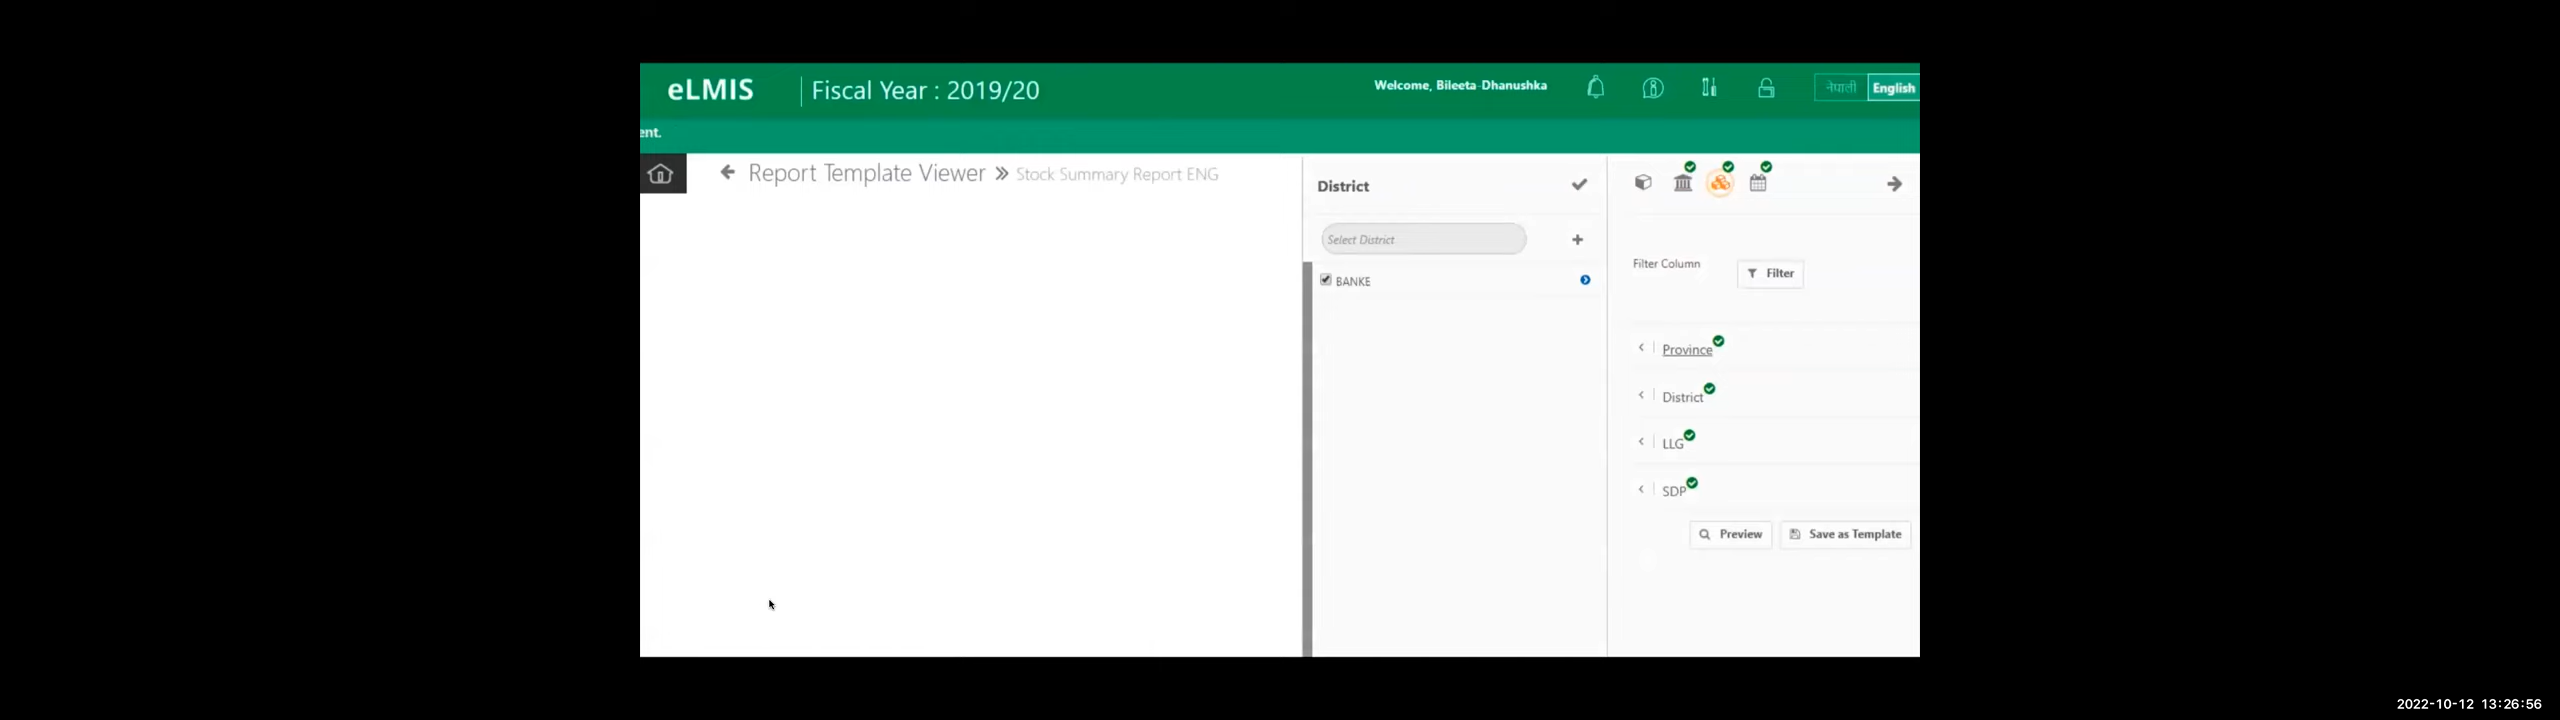 eLMIS
Fiscal Year : 2019/20
Welcome, Bileeta-Dhanushka
नेपाली
English
ent.
Report Template Viewer » Stock Summary Report ENG
District
Select District
BANKE
Filter Column
Filter
Province
District
LLG
SDP
Preview
Save as Template
2022-10-12 13:26:56